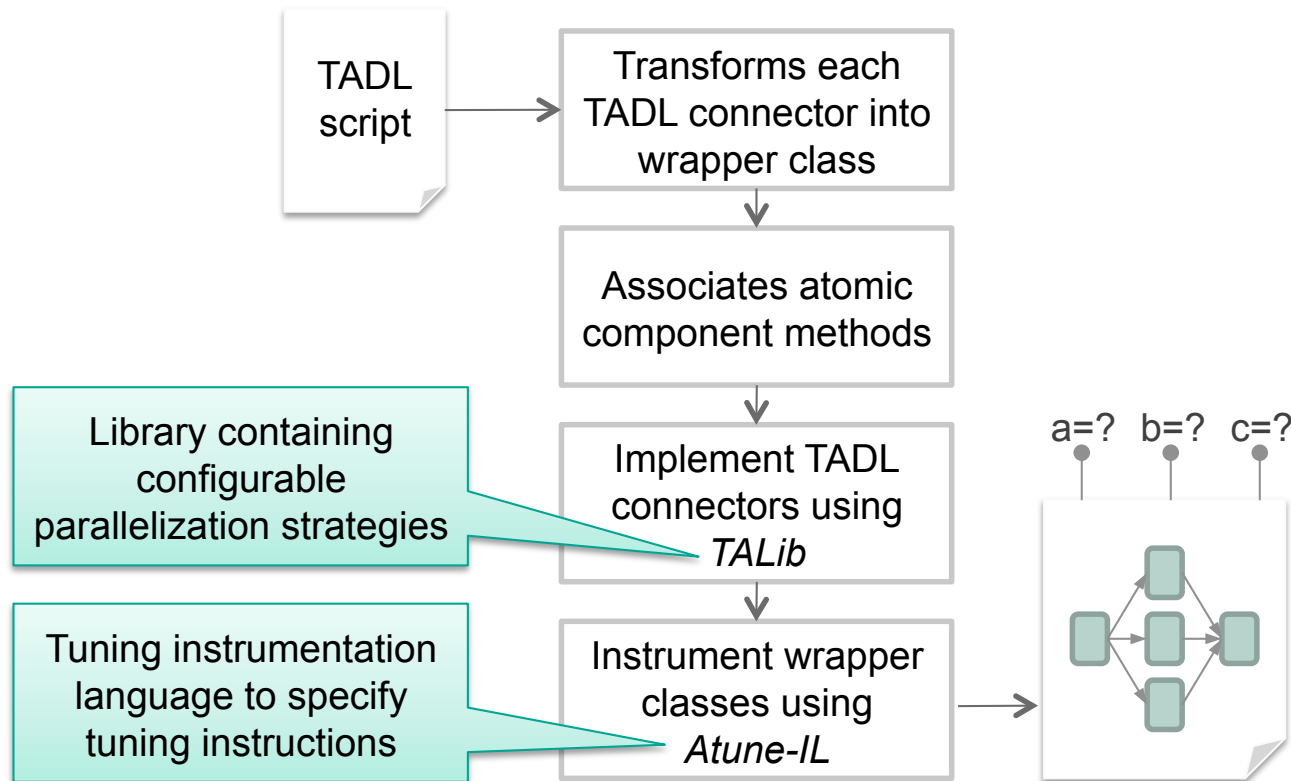 TADL
script
Transforms each
TADL connector into
wrapper class
Associates atomic
component methods
Library containing
configurable
parallelization strategies
Implement TADL
connectors using
TALib
a=? b=? c=?
Tuning instrumentation
language to specify
tuning instructions
Instrument wrapper
classes using
Atune-IL